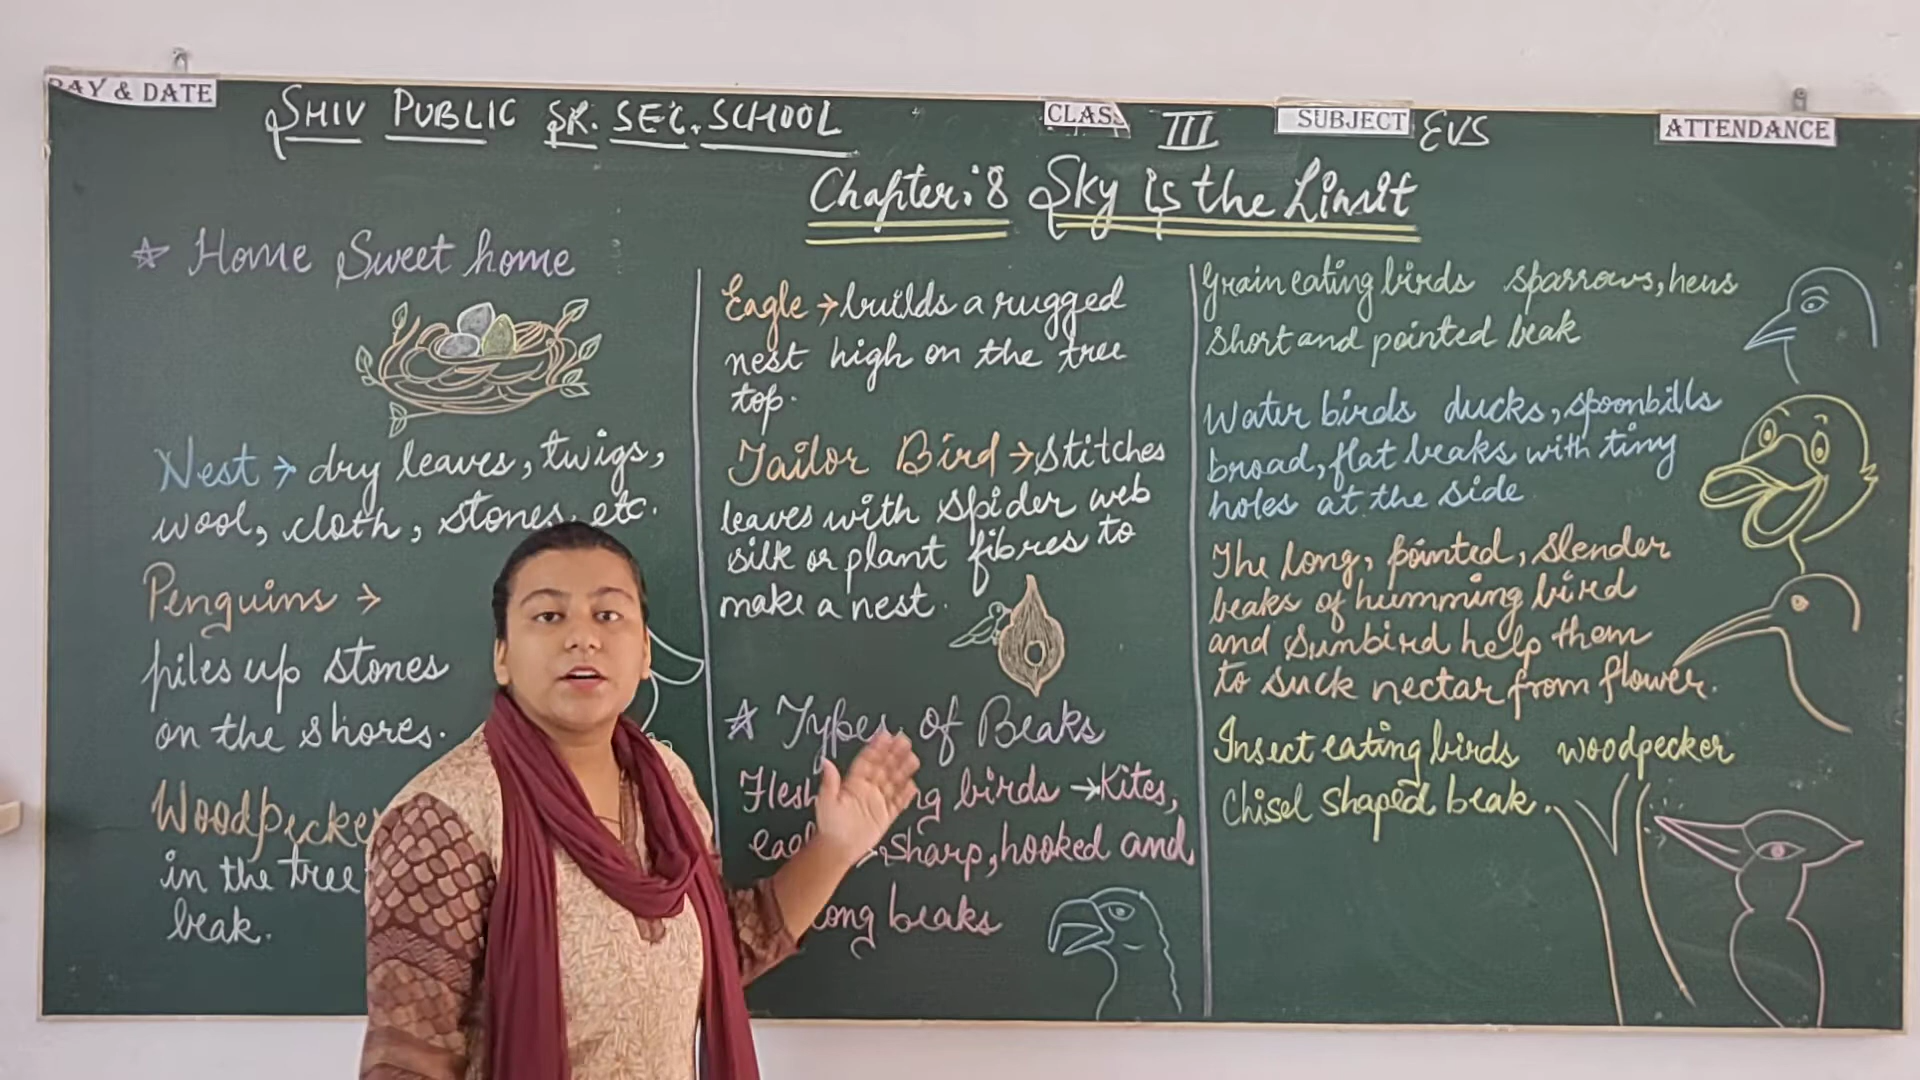 DAY & DATE
SHIV PUBLIC SR. SEC. SCHOOL
CLASS III
SUBJECT EVS
ATTENDANCE
Chapter: 8 Sky is the Limit
☆ Home Sweet home
Nest → dry leaves, twigs,
wool, cloth, stones, etc.
Penguins →
piles up stones
on the shores.
Woodpecker
in the tree
beak.
Eagle → builds a rugged
nest high on the tree
top.
Tailor Bird → stitches
leaves with spider web
silk or plant fibres to
make a nest.
☆ Types of Beaks
birds → Kites,
sharp, hooked and
long beaks
Grain eating birds sparrows, hens
short and pointed beak
Water birds ducks, spoonbills
broad, flat beaks with tiny
holes at the side
The long, pointed, slender
beaks of humming bird
and Sunbird help them
to suck nectar from flower.
Insect eating birds woodpecker
Chisel shaped beak.